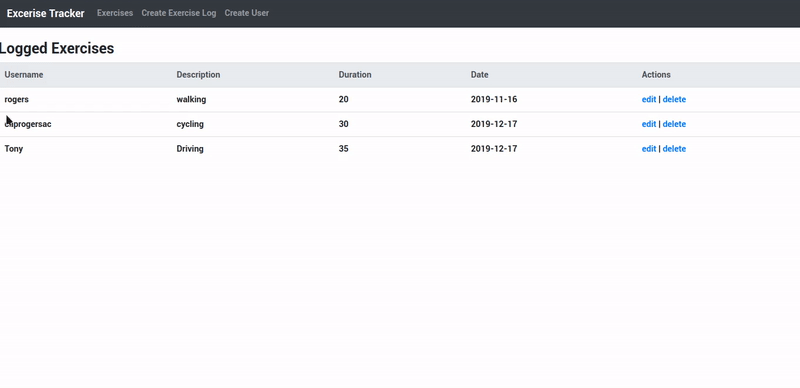 Excerise Tracker Exercises Create Exercise Log Create User
Logged Exercises
Username Description Duration Date Actions
rogers walking 20 2019-11-16 edit | delete
cycling 30 2019-12-17 edit | delete
Tony Driving 35 2019-12-17 edit | delete